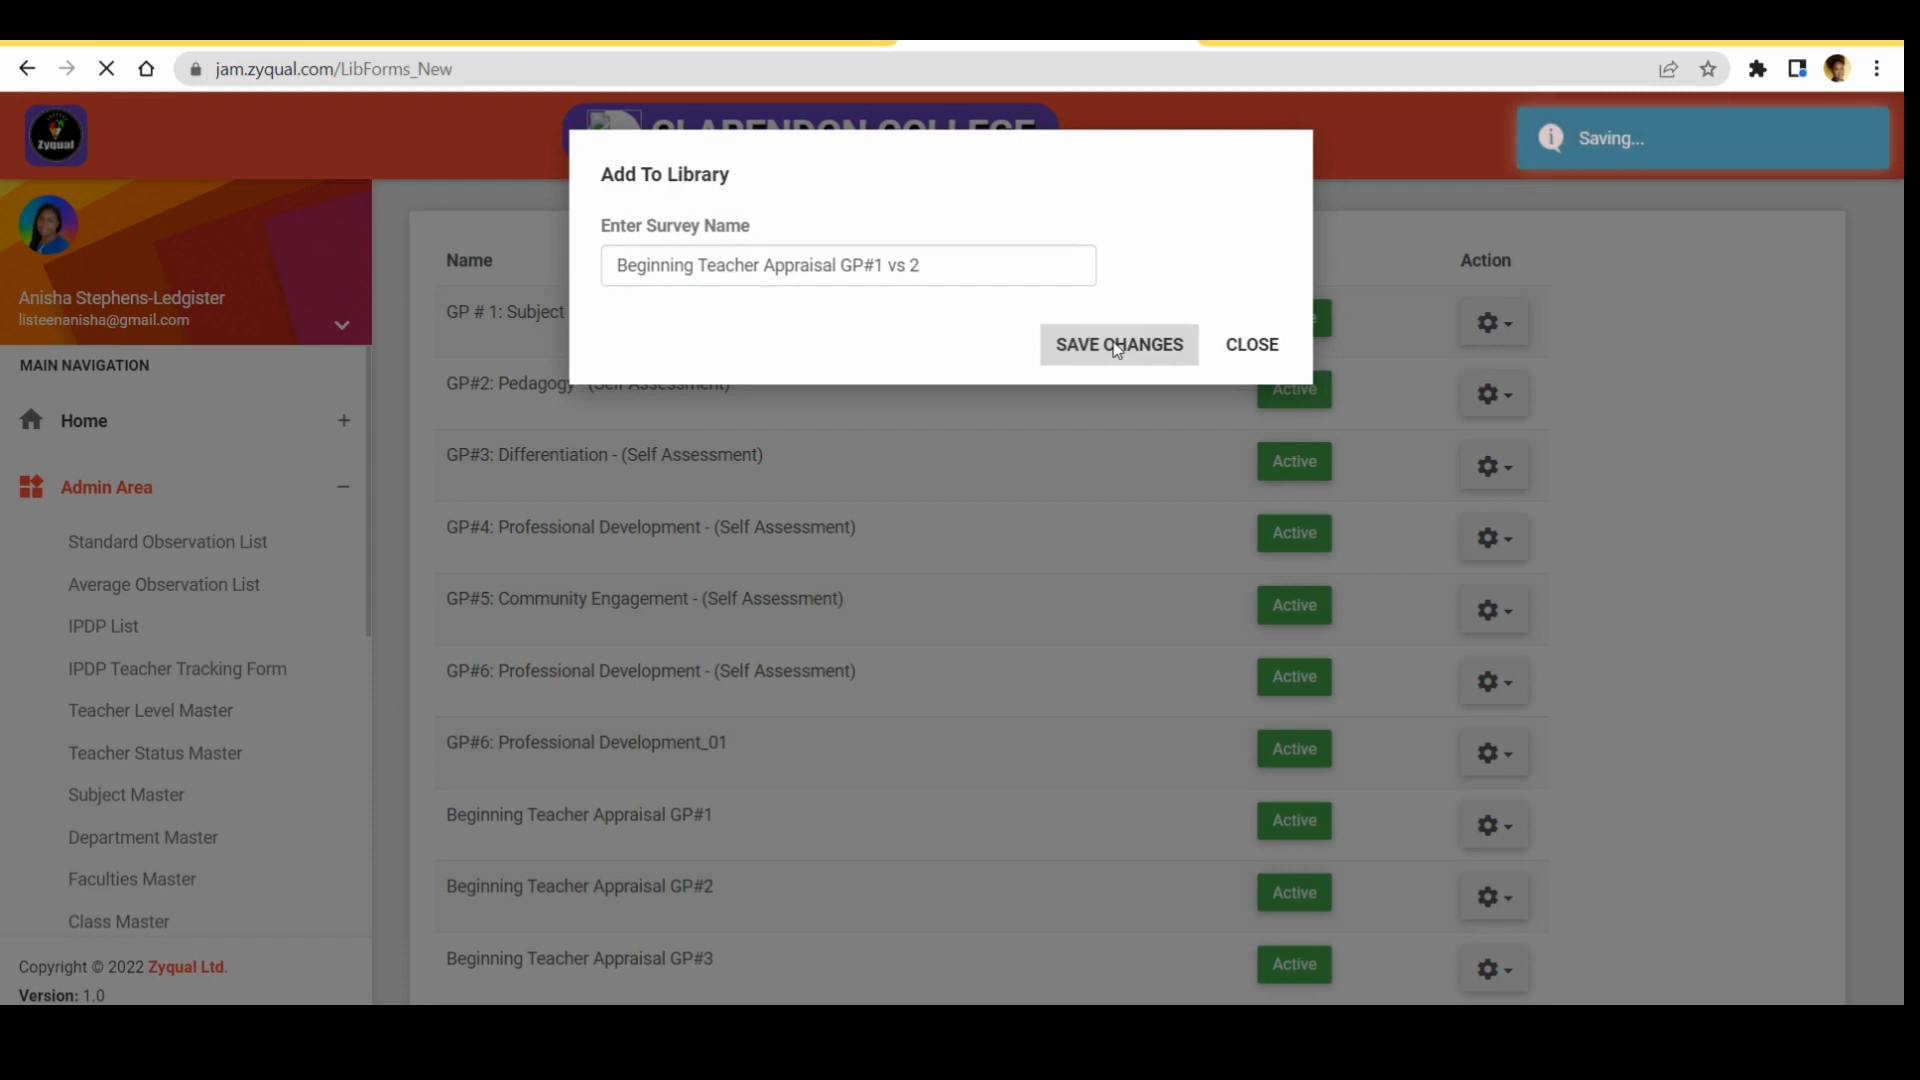 jam.zyqual.com/LibForms_New
Zyqual
CLARENDON COLLEGE
Saving...
Add To Library
Enter Survey Name
Beginning Teacher Appraisal GP#1 vs 2
SAVE CHANGES
CLOSE
Anisha Stephens-Ledgister
listeenanisha@gmail.com
MAIN NAVIGATION
Home
Admin Area
Standard Observation List
Average Observation List
IPDP List
IPDP Teacher Tracking Form
Teacher Level Master
Teacher Status Master
Subject Master
Department Master
Faculties Master
Class Master
Copyright © 2022 Zyqual Ltd.
Version: 1.0
Name
Action
GP # 1: Subject
GP#2: Pedagogy - (Self Assessment)
Active
GP#3: Differentiation - (Self Assessment)
Active
GP#4: Professional Development - (Self Assessment)
Active
GP#5: Community Engagement - (Self Assessment)
Active
GP#6: Professional Development - (Self Assessment)
Active
GP#6: Professional Development_01
Active
Beginning Teacher Appraisal GP#1
Active
Beginning Teacher Appraisal GP#2
Active
Beginning Teacher Appraisal GP#3
Active